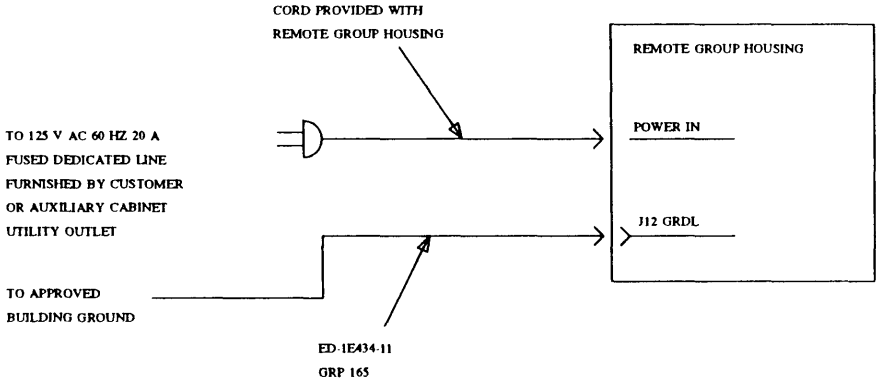 CORD PROVIDED WITH
REMOTE GROUP HOUSING
REMOTE GROUP HOUSING
TO 125 V AC 60 HZ 20 A
FUSED DEDICATED LINE
FURNISHED BY CUSTOMER
OR AUXILIARY CABINET
UTILITY OUTLET
POWER IN
J12 GRDL
TO APPROVED
BUILDING GROUND
ED-1E434-11
GRP 165